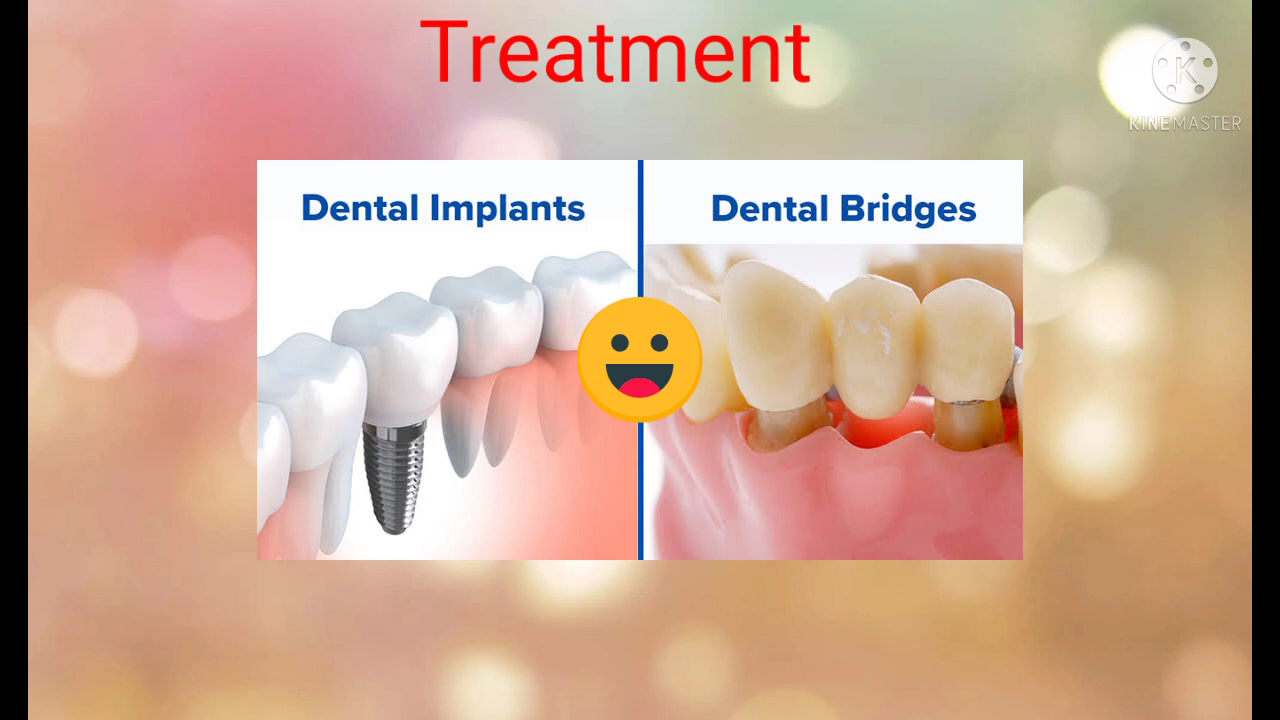 Treatment
K
KINEMASTER
Dental Implants
Dental Bridges